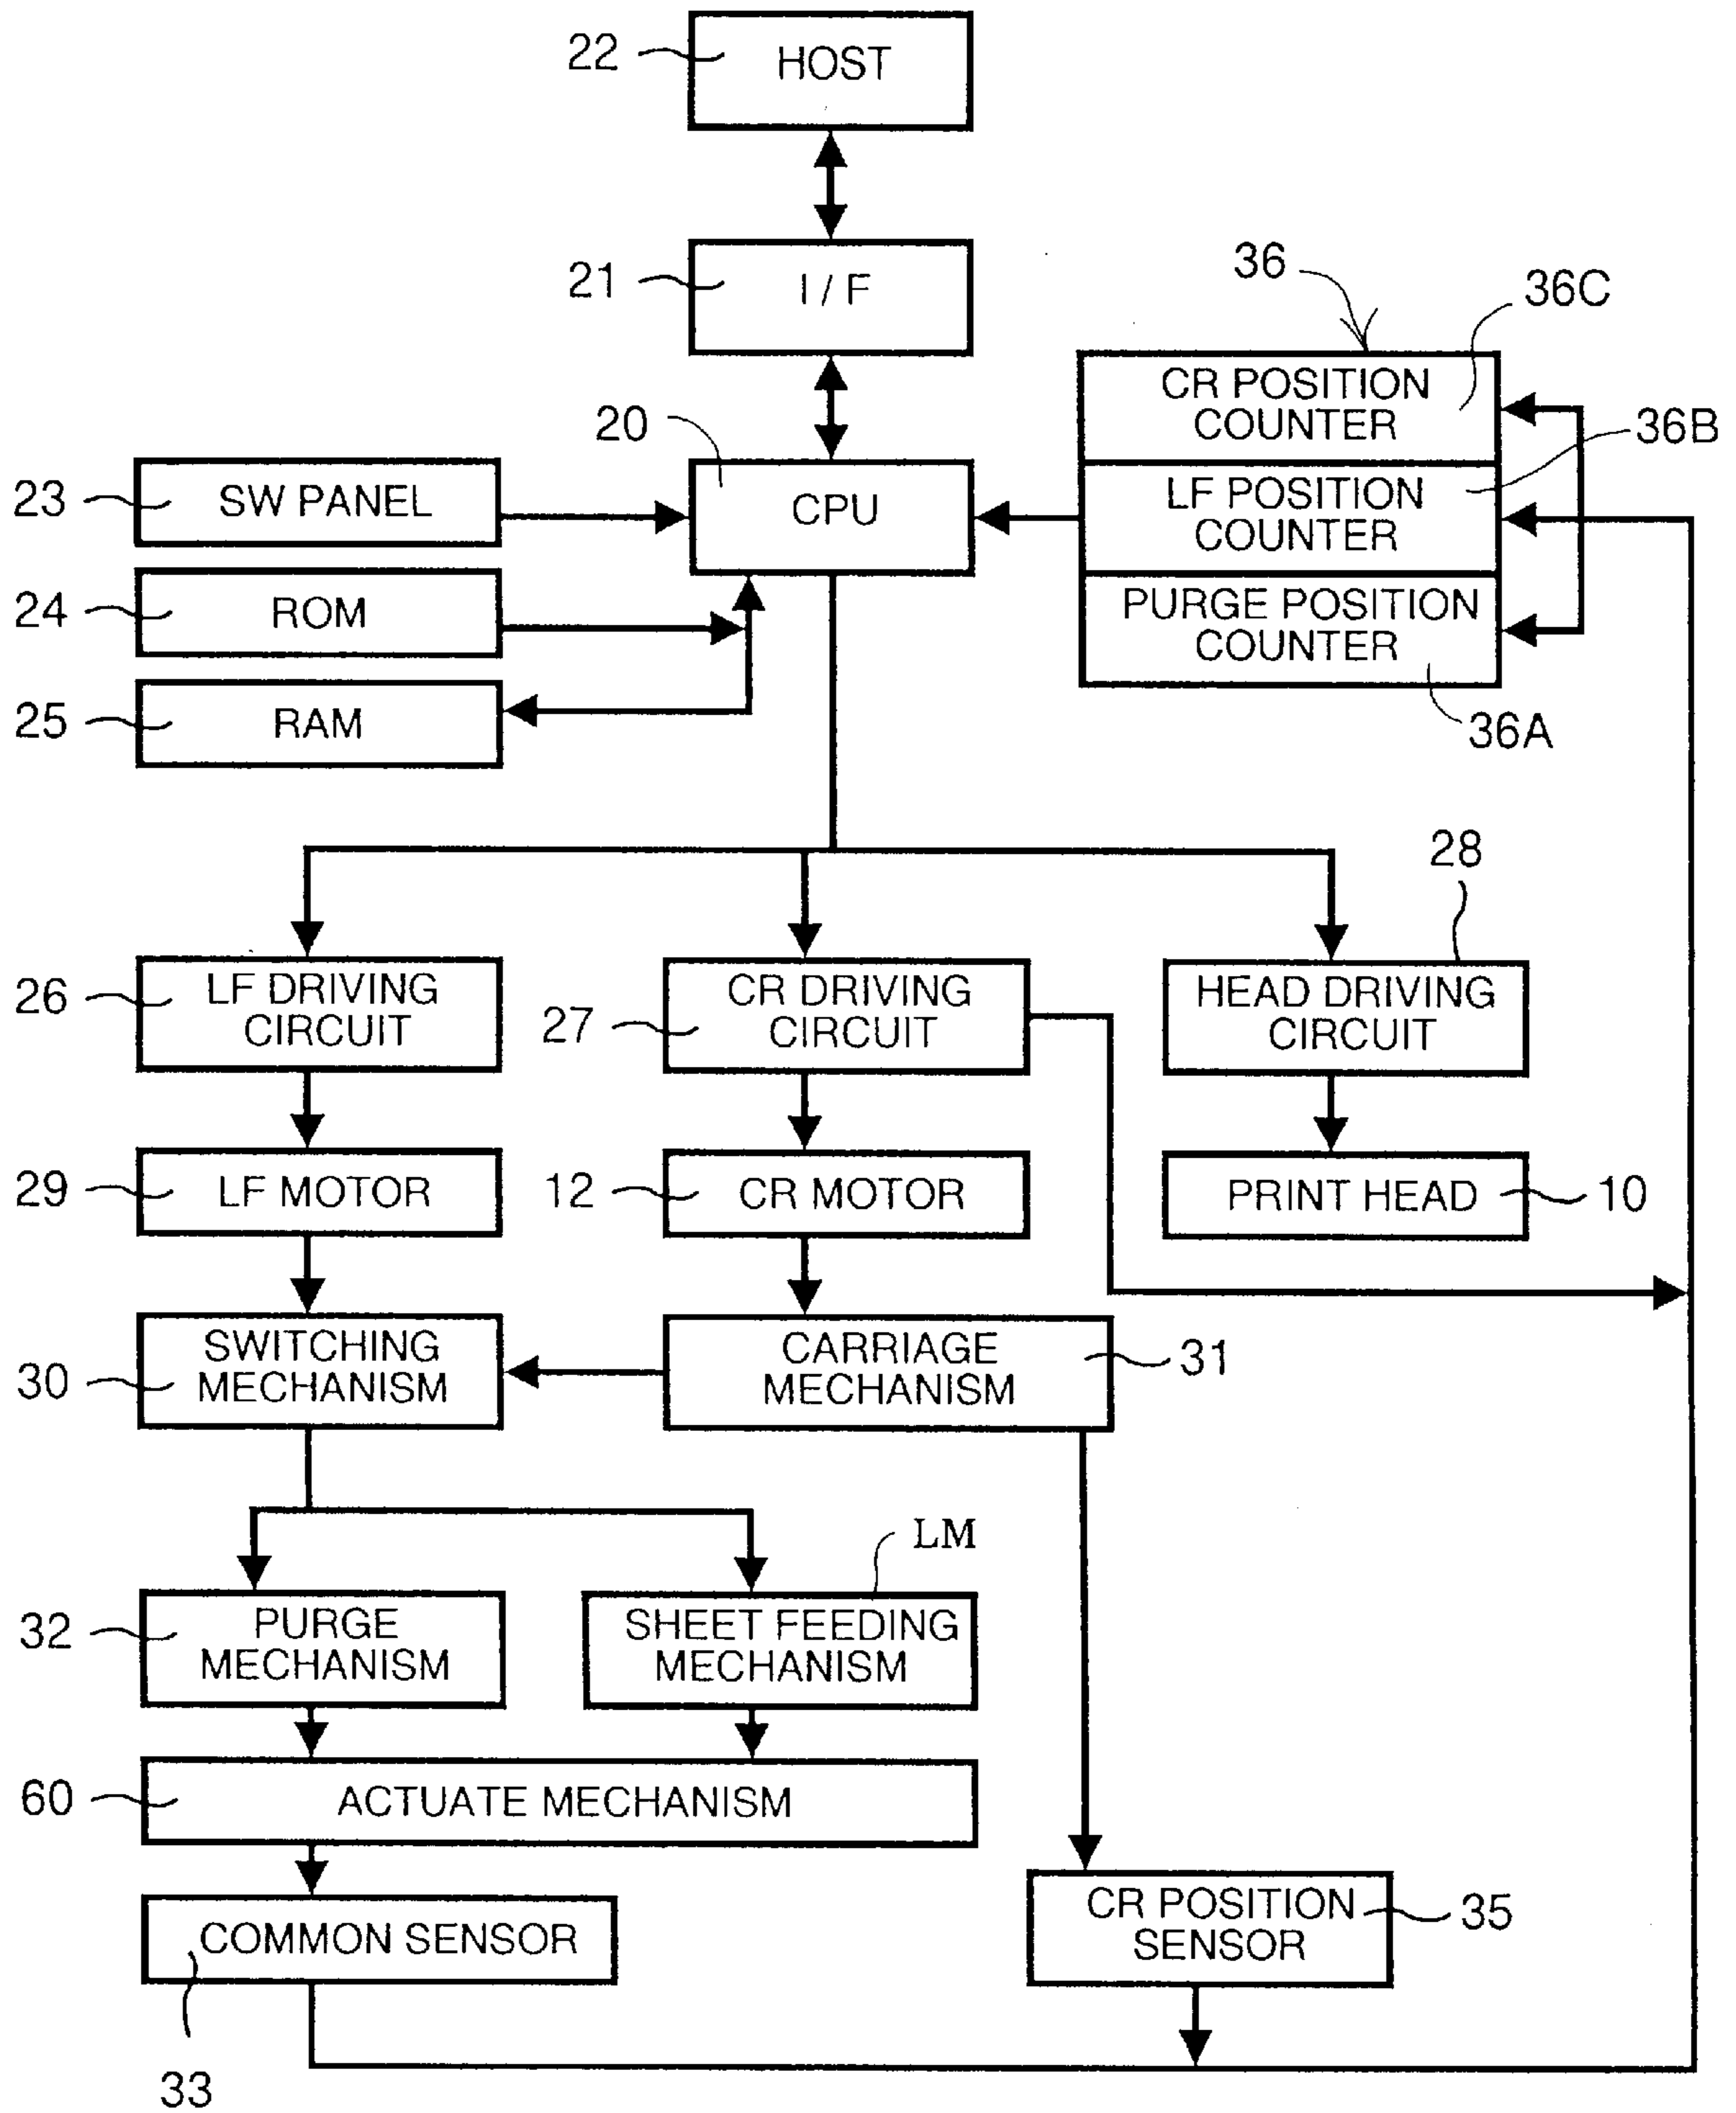 22
HOST
21
I / F
36
36C
CR POSITION
COUNTER
20
36B
23
SW PANEL
CPU
LF POSITION
COUNTER
24
ROM
PURGE POSITION
COUNTER
25
RAM
36A
28
26
LF DRIVING
CIRCUIT
27
CR DRIVING
CIRCUIT
HEAD DRIVING
CIRCUIT
29
LF MOTOR
12
CR MOTOR
PRINT HEAD
10
30
SWITCHING
MECHANISM
CARRIAGE
MECHANISM
31
LM
32
PURGE
MECHANISM
SHEET FEEDING
MECHANISM
60
ACTUATE MECHANISM
COMMON SENSOR
33
CR POSITION
SENSOR
35